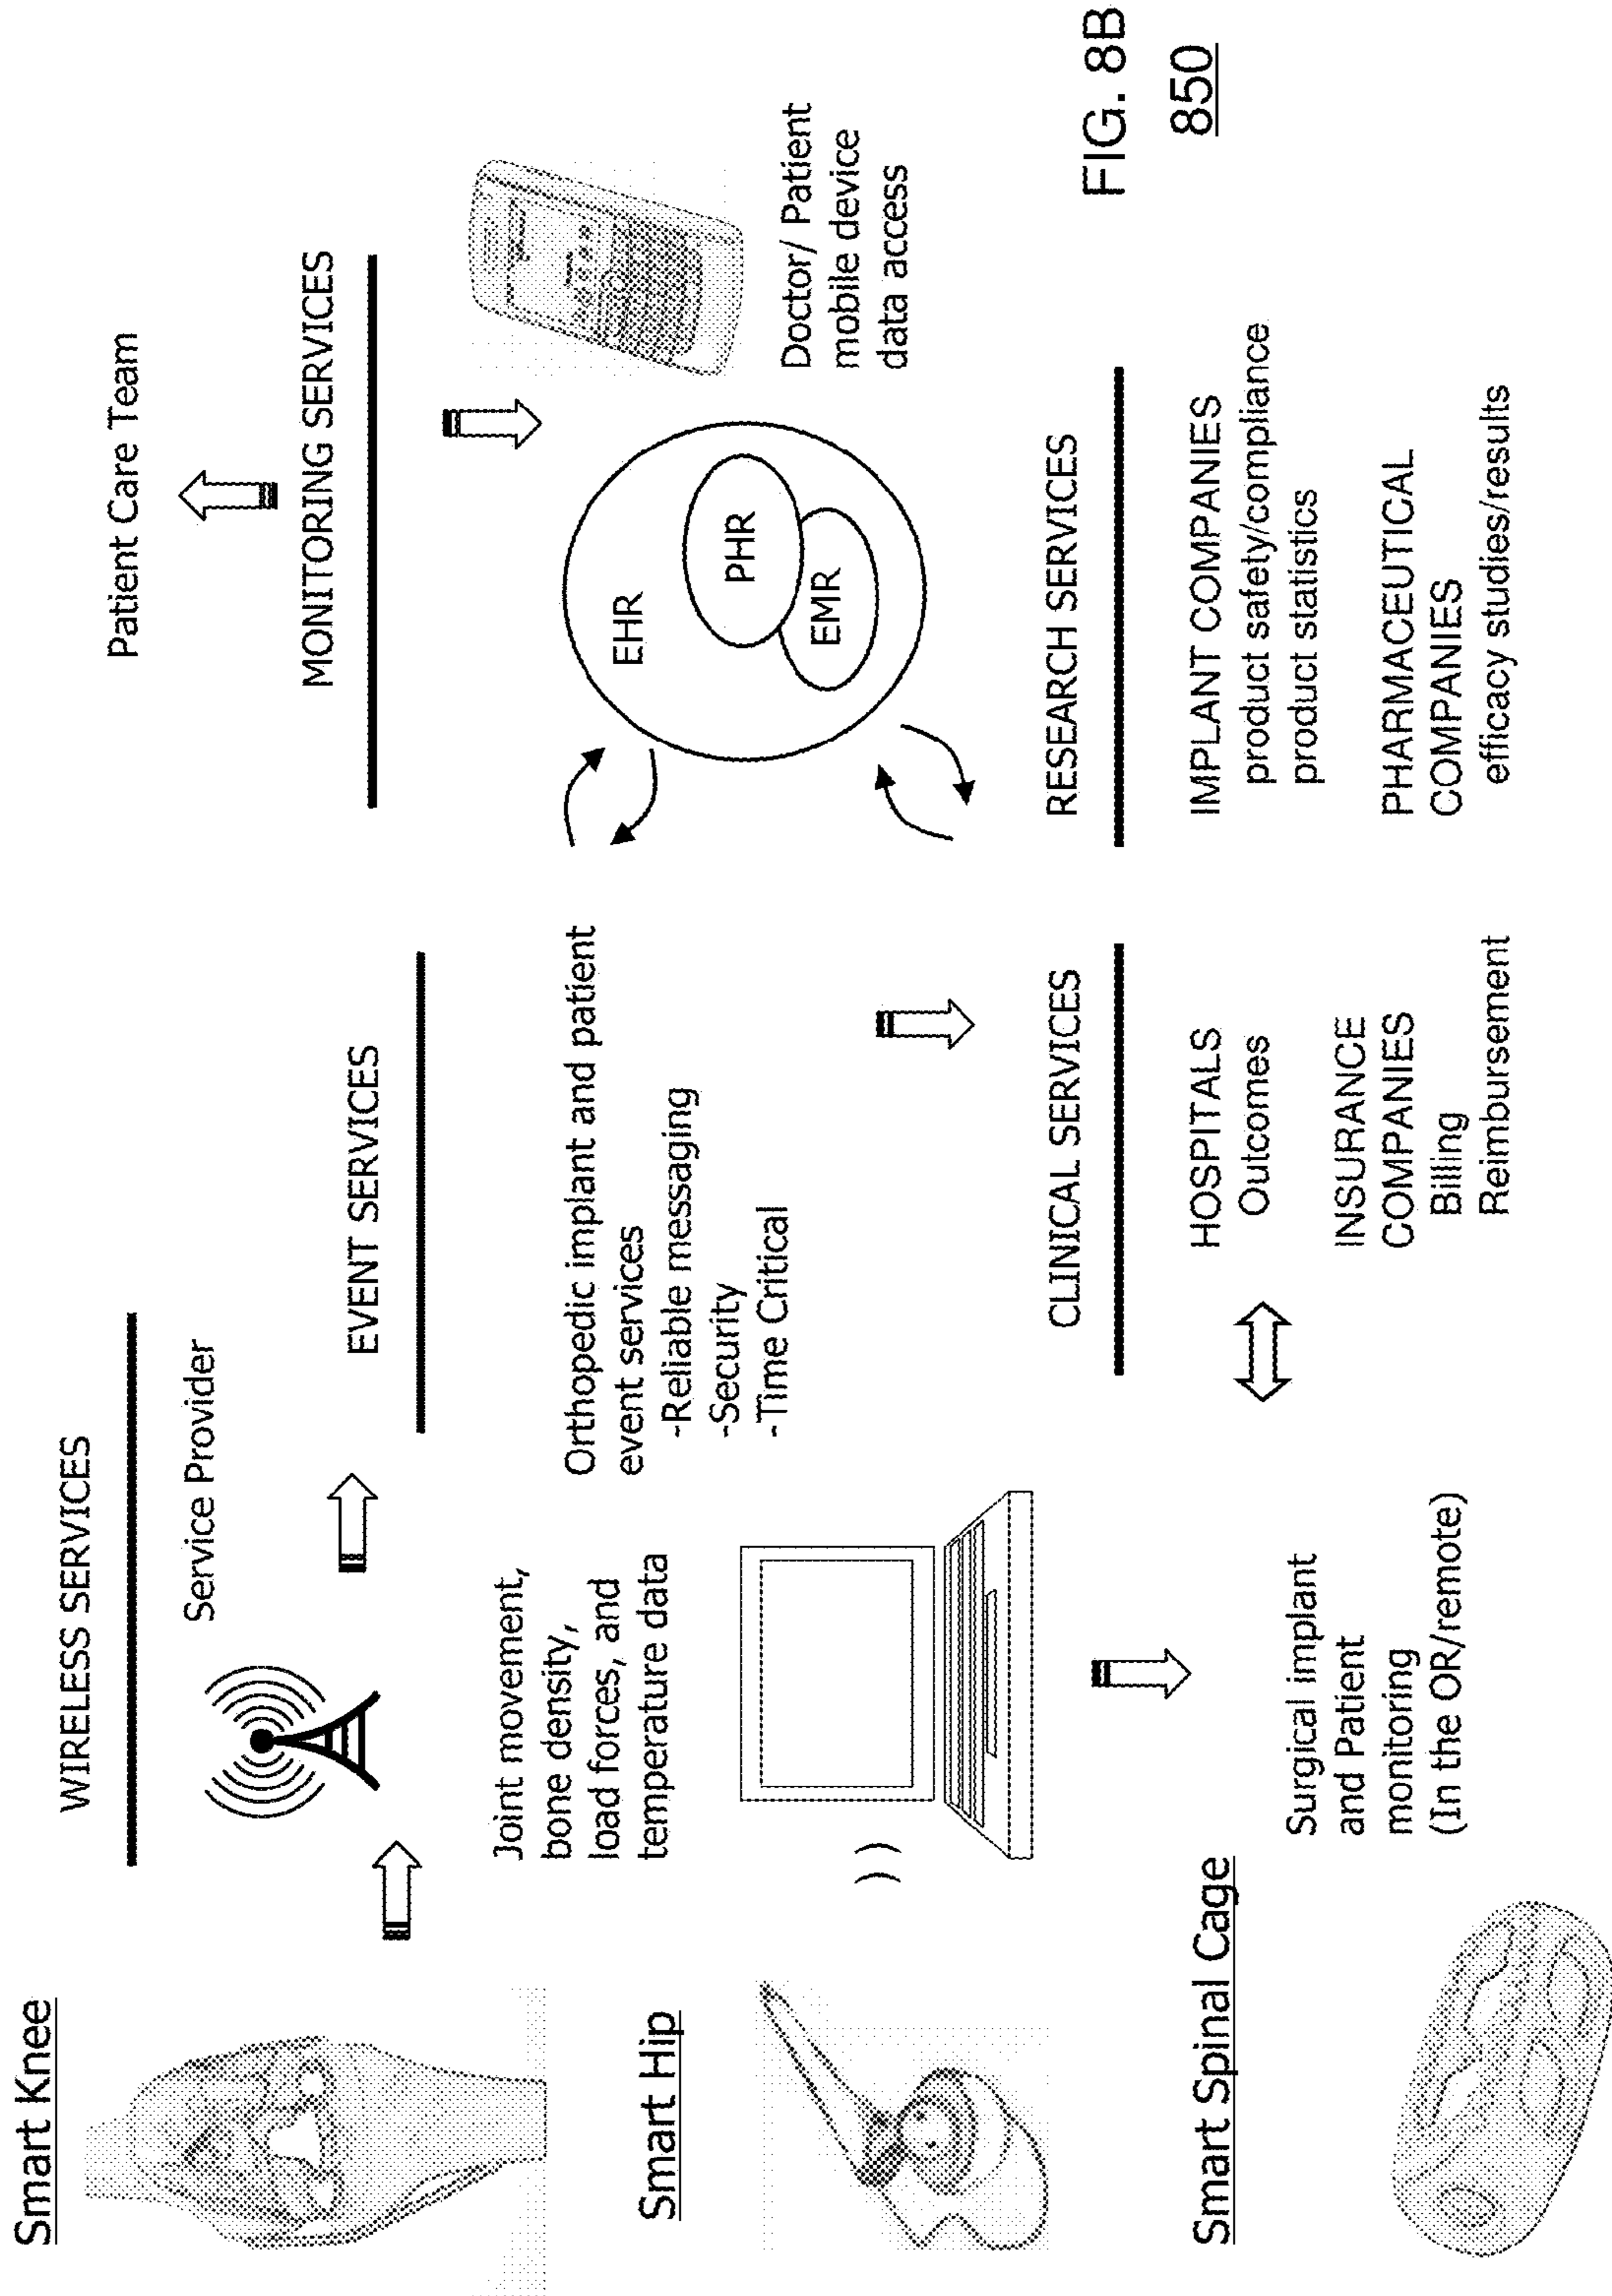 Smart Knee
Smart Hip
Smart Spinal Cage
WIRELESS SERVICES
Service Provider
Joint movement,
bone density,
load forces, and
temperature data
Surgical implant
and Patient
monitoring
(In the OR/remote)
EVENT SERVICES
Orthopedic implant and patient
event services
-Reliable messaging
-Security
-Time Critical
CLINICAL SERVICES
HOSPITALS
Outcomes
INSURANCE
COMPANIES
Billing
Reimbursement
Patient Care Team
MONITORING SERVICES
EHR
PHR
EMR
Doctor/ Patient
mobile device
data access
RESEARCH SERVICES
IMPLANT COMPANIES
product safety/compliance
product statistics
PHARMACEUTICAL
COMPANIES
efficacy studies/results
FIG. 8B
850